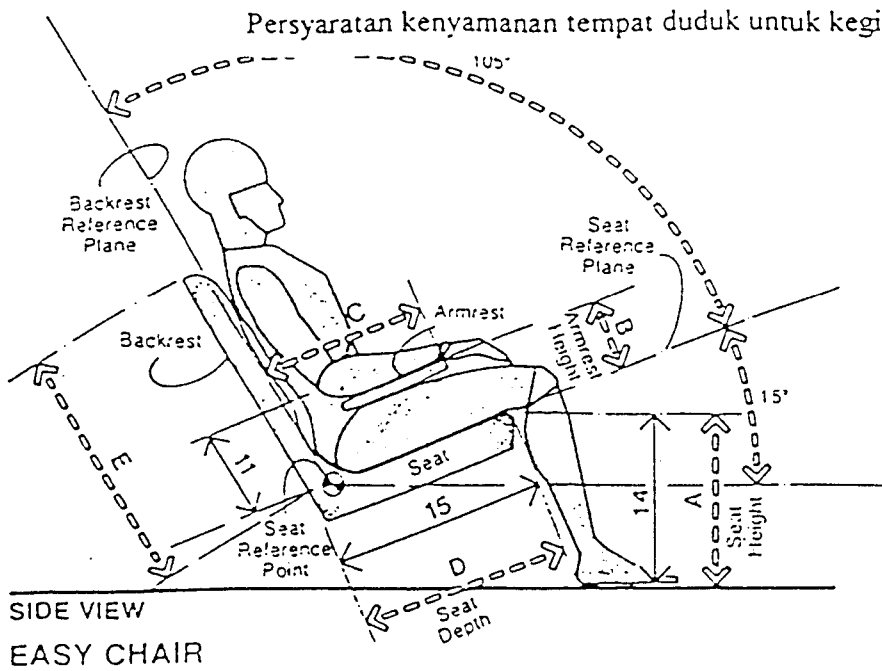 Persyaratan kenyamanan tempat duduk untuk kegi
105°
Backrest
Reference
Plane
Seat
Reference
Plane
C
Armrest
Armrest
Height
B
Backrest
15°
E
11
Seat
14
A
Seat
Height
15
Seat
Reference
Point
D
Seat
Depth
SIDE VIEW
EASY CHAIR